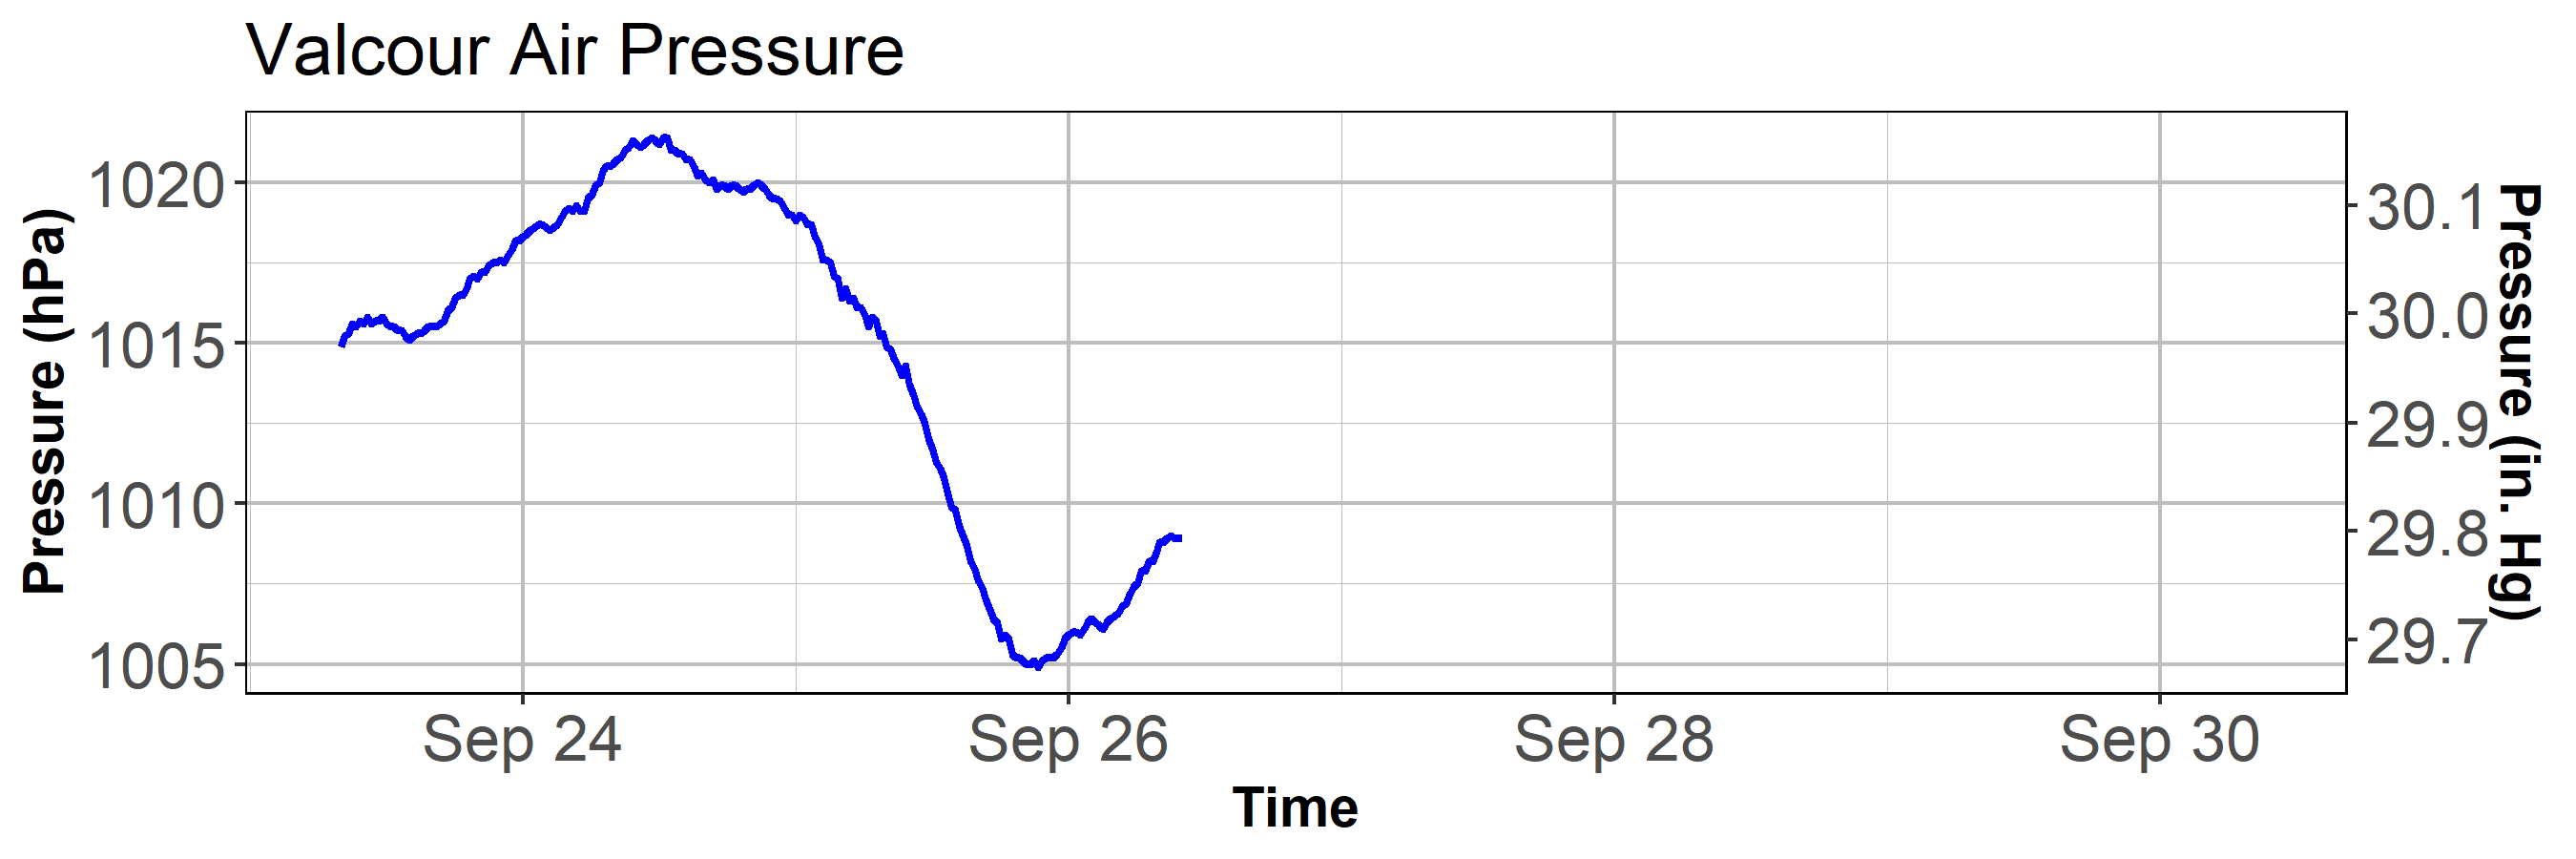 Valcour Air Pressure
Pressure (hPa)
1020
1015
1010
1005
30.1
30.0
29.9
29.8
29.7
Pressure (in. Hg)
Sep 24
Sep 26
Sep 28
Sep 30
Time